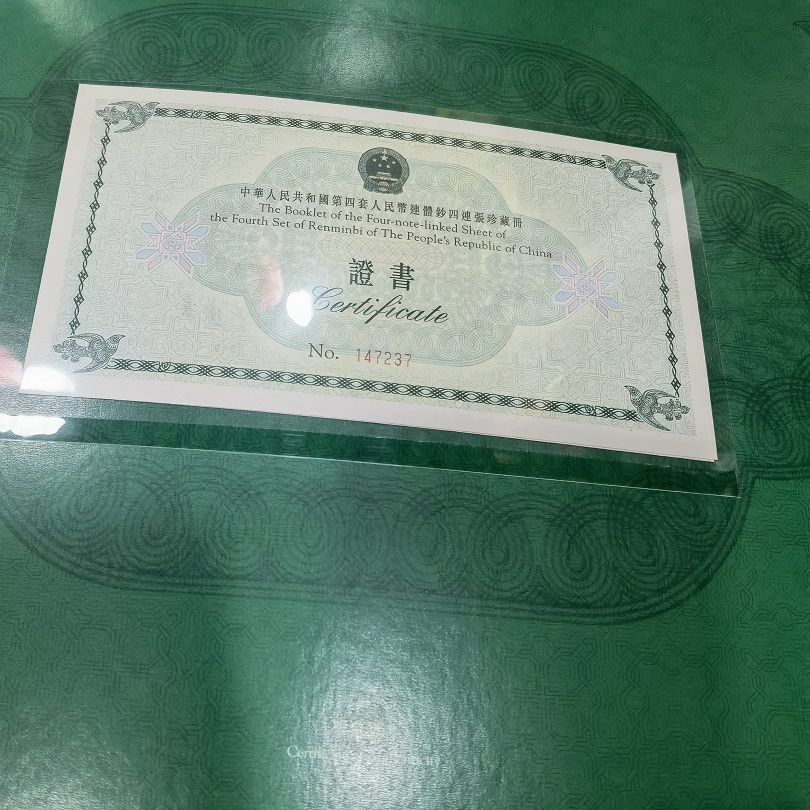 中華人民共和國第四套人民幣連體鈔四連張珍藏冊
The Booklet of the Four-note-linked Sheet of
the Fourth Set of Renminbi of The People's Republic of China
證書
Certificate
No. 147237